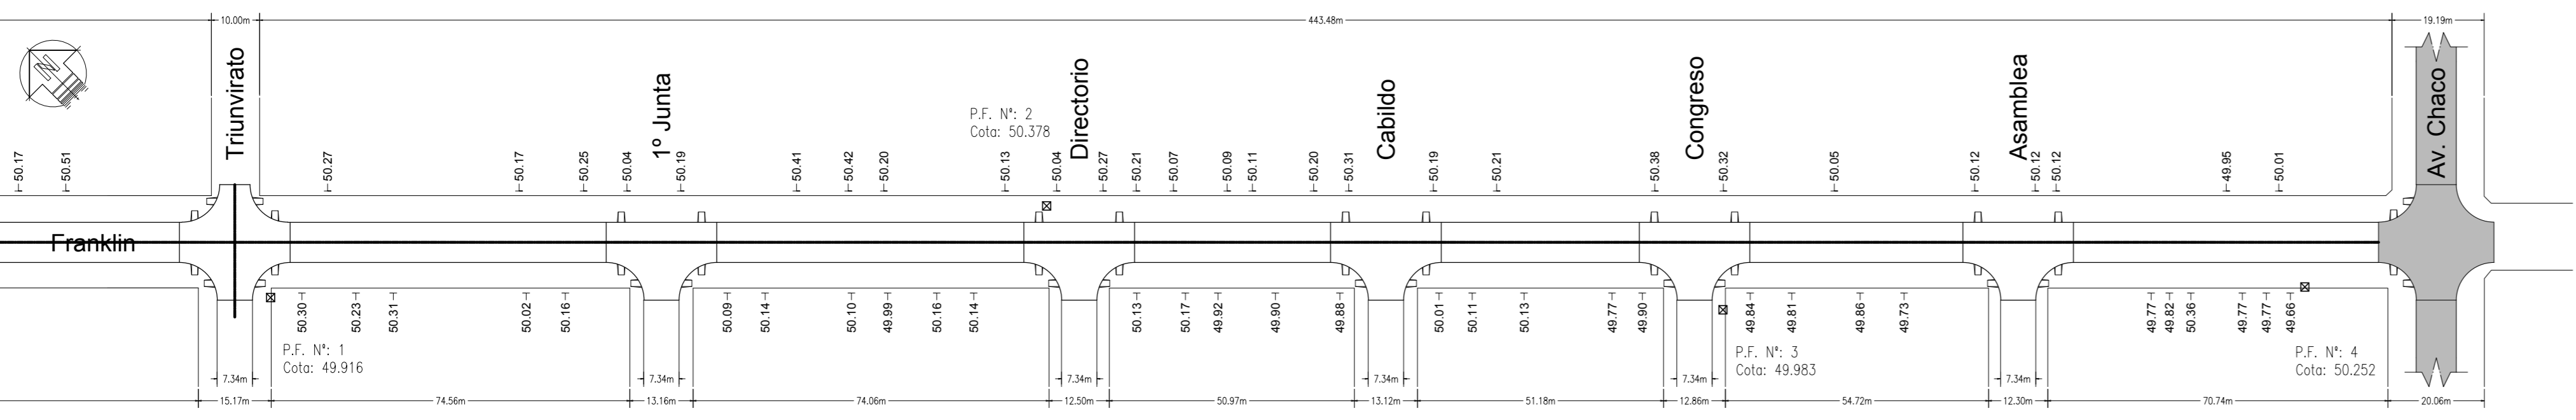 10.00m
443.48m
19.19m
N
Triunvirato
1º Junta
Directorio
Cabildo
Congreso
Asamblea
Av. Chaco
P.F. Nº: 2
Cota: 50.378
50.17
50.51
50.27
50.17
50.25
50.04
50.19
50.41
50.42
50.20
50.13
50.04
50.27
50.21
50.07
50.09
50.11
50.20
50.31
50.19
50.21
50.38
50.32
50.05
50.12
50.12
50.12
49.95
50.01
Franklin
50.30
50.23
50.31
50.02
50.16
50.09
50.14
50.10
49.99
50.16
50.14
50.13
50.17
49.92
49.90
49.88
50.01
50.11
50.13
49.77
49.90
49.84
49.81
49.86
49.73
49.77
49.82
50.36
49.77
49.77
49.66
P.F. Nº: 1
Cota: 49.916
P.F. Nº: 3
Cota: 49.983
P.F. Nº: 4
Cota: 50.252
7.34m
7.34m
7.34m
7.34m
7.34m
7.34m
15.17m
74.56m
13.16m
74.06m
12.50m
50.97m
13.12m
51.18m
12.86m
54.72m
12.30m
70.74m
20.06m